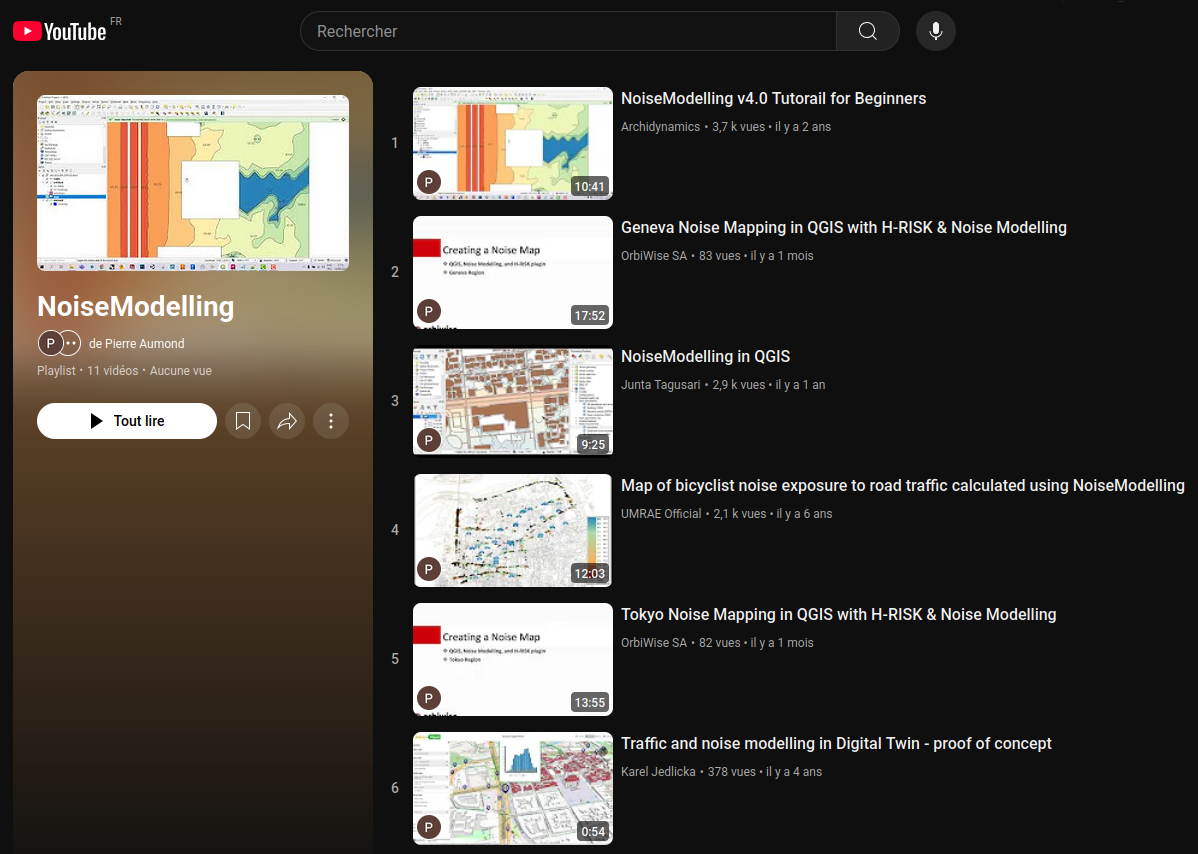 YouTube FR
Rechercher
NoiseModelling
P
de Pierre Aumond
Playlist • 11 vidéos • Aucune vue
Tout lire
1
P
10:41
NoiseModelling v4.0 Tutorail for Beginners
Archidynamics • 3,7 k vues • il y a 2 ans
2
Creating a Noise Map
QGIS, Noise Modelling, and H-RISK plugin
Geneva Region
P
17:52
Geneva Noise Mapping in QGIS with H-RISK & Noise Modelling
OrbiWise SA • 83 vues • il y a 1 mois
3
P
9:25
NoiseModelling in QGIS
Junta Tagusari • 2,9 k vues • il y a 1 an
4
P
12:03
Map of bicyclist noise exposure to road traffic calculated using NoiseModelling
UMRAE Official • 2,1 k vues • il y a 6 ans
5
Creating a Noise Map
QGIS, Noise Modelling, and H-RISK plugin
Tokyo Region
P
13:55
Tokyo Noise Mapping in QGIS with H-RISK & Noise Modelling
OrbiWise SA • 82 vues • il y a 1 mois
6
P
0:54
Traffic and noise modelling in Digital Twin - proof of concept
Karel Jedlicka • 378 vues • il y a 4 ans